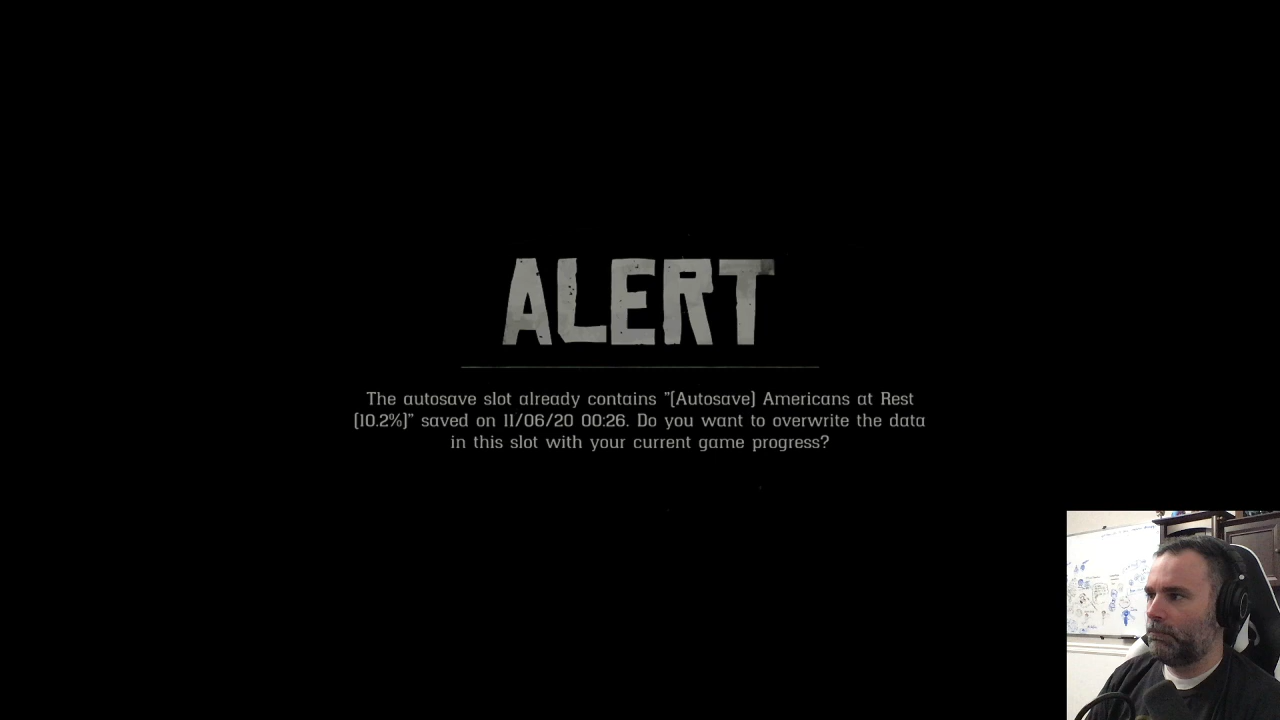 ALERT
The autosave slot already contains "(Autosave) Americans at Rest
(10.2%)" saved on 11/06/20 00:26. Do you want to overwrite the data
in this slot with your current game progress?